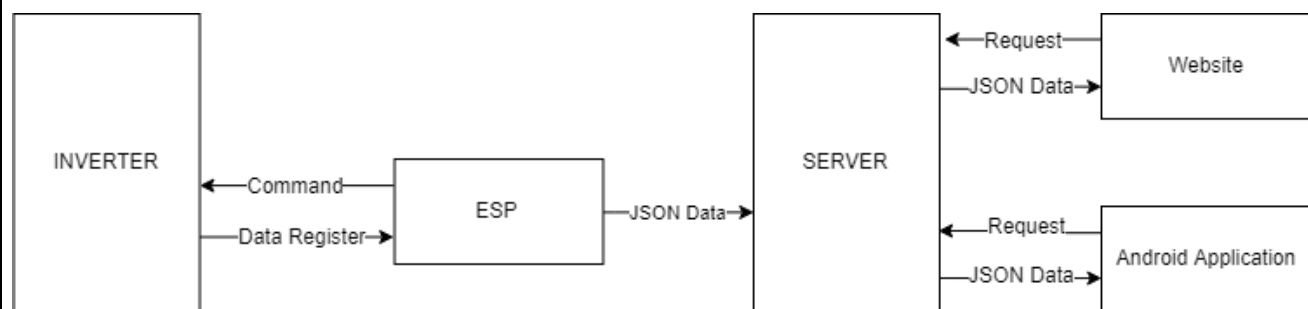 INVERTER
Command
Data Register
ESP
JSON Data
SERVER
Request
JSON Data
Website
Request
JSON Data
Android Application